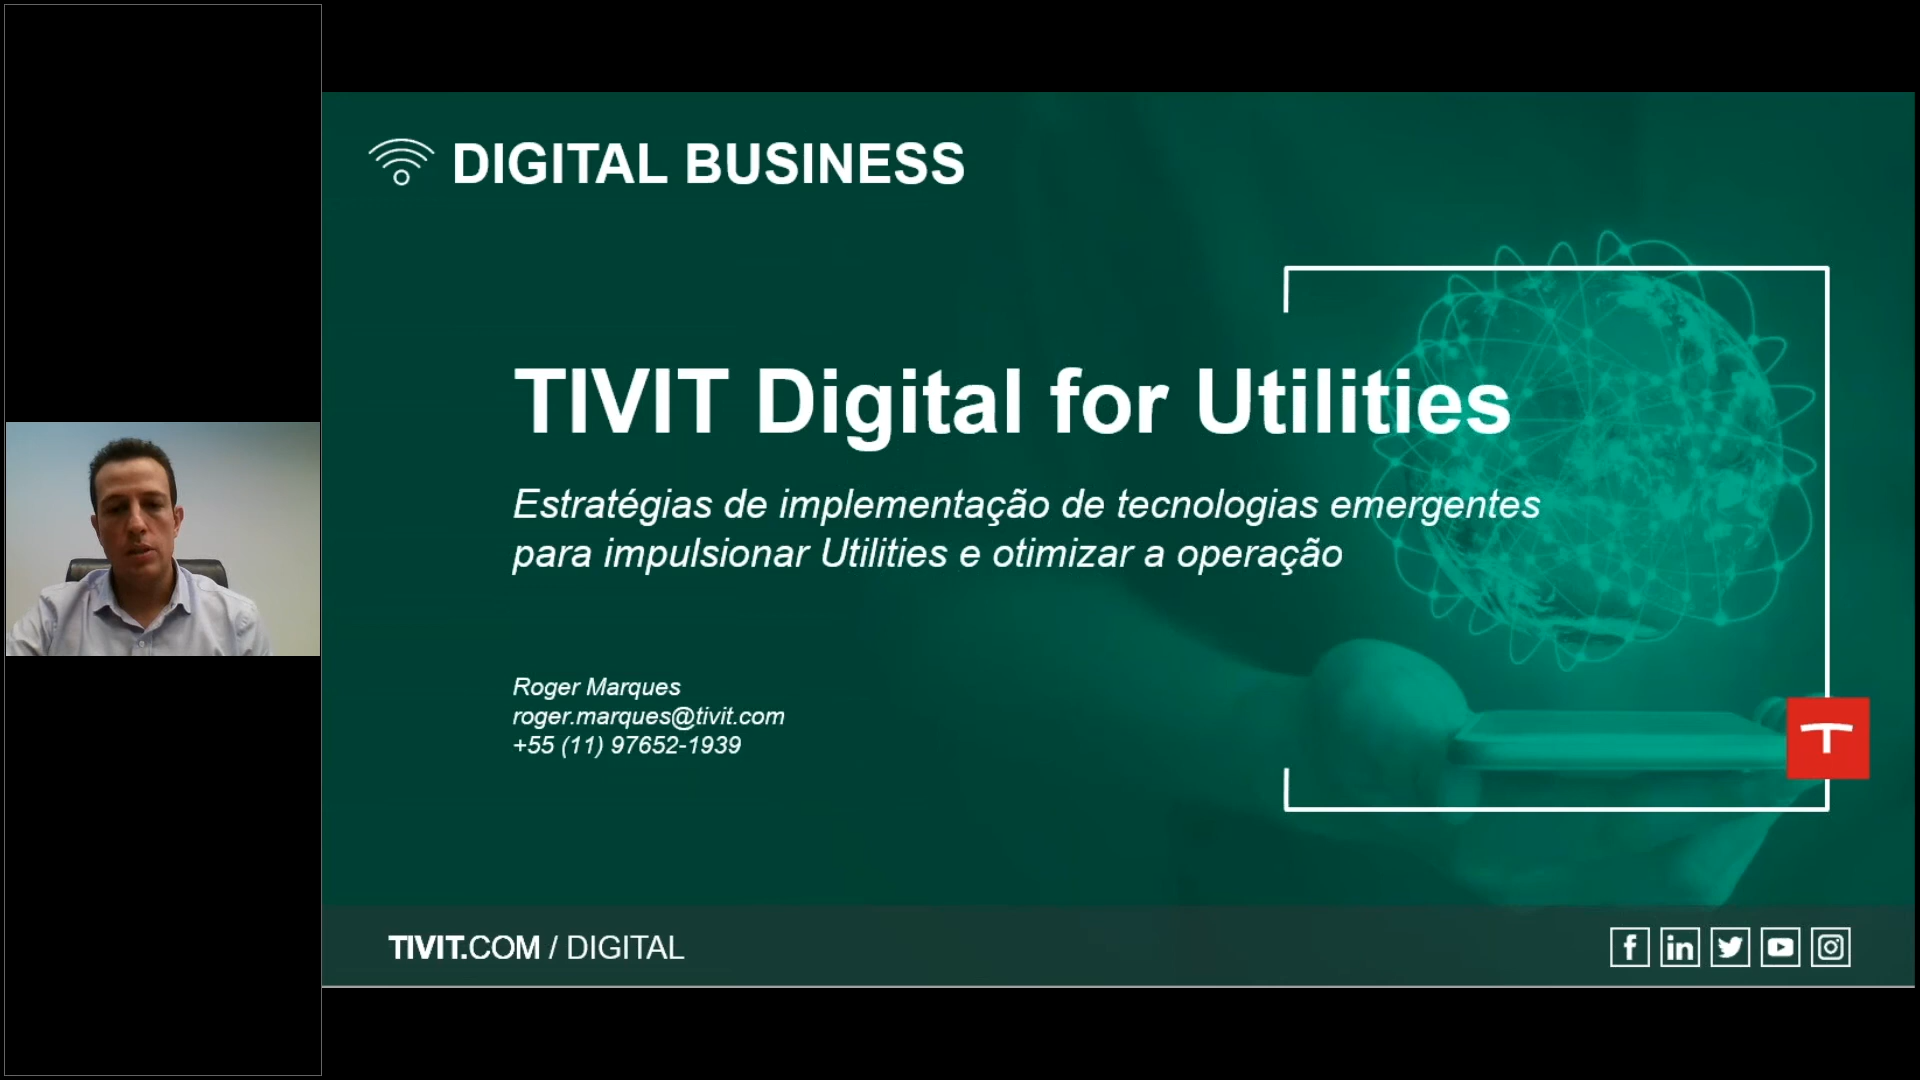 DIGITAL BUSINESS
TIVIT Digital for Utilities
Estratégias de implementação de tecnologias emergentes
para impulsionar Utilities e otimizar a operação
Roger Marques
roger.marques@tivit.com
+55 (11) 97652-1939
T
TIVIT.COM / DIGITAL